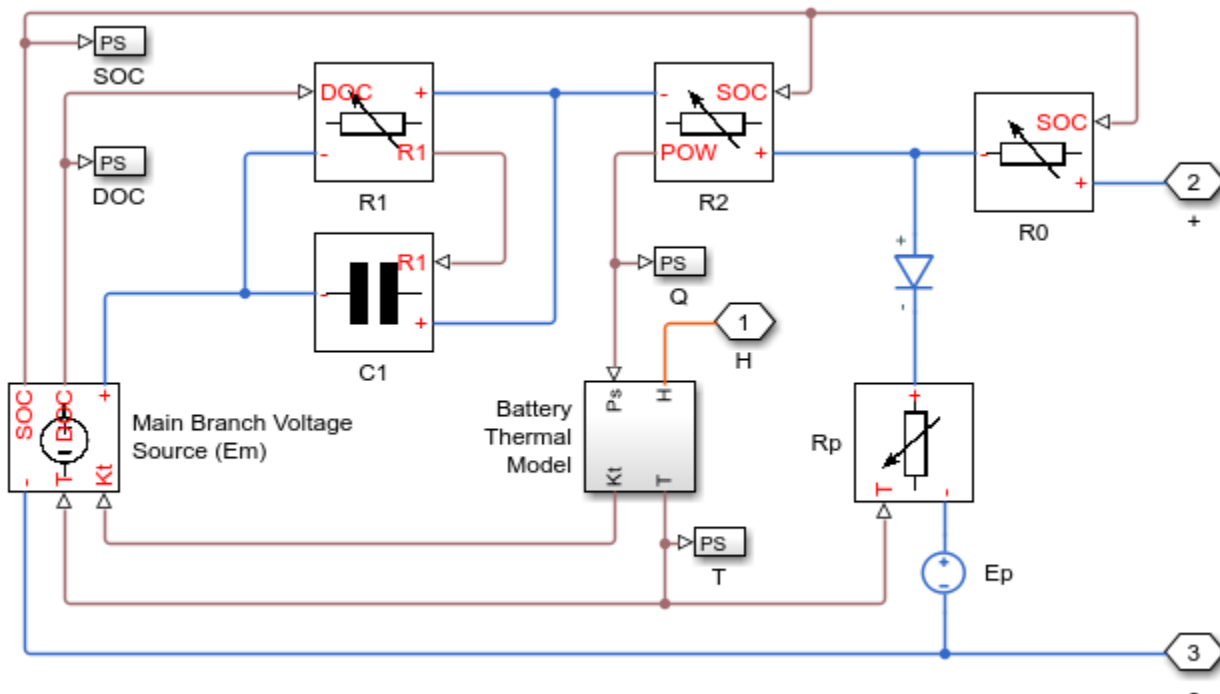 PS
SOC
DOC
+
-
R1
R1
-
SOC
POW
+
R2
SOC
-
+
R0
2
+
PS
DOC
R1
-
+
C1
PS
Q
1
H
+
-
SOC
DOC
+
-
T
Kt
Main Branch Voltage
Source (Em)
Battery
Thermal
Model
Ps
H
Kt
T
Rp
+
T
-
PS
T
+
-
Ep
3